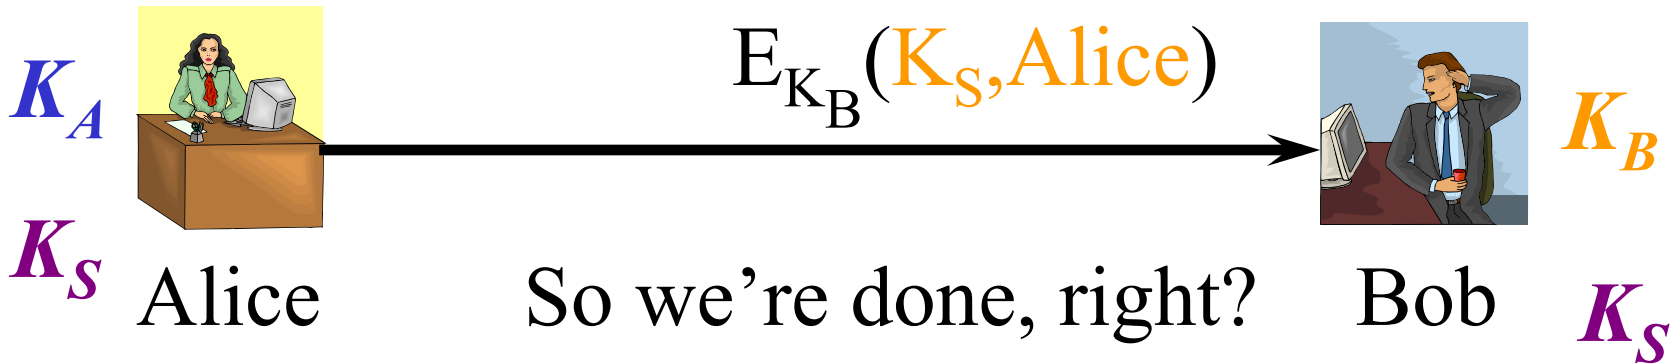 E_{K_B}(K_S,Alice)
K_A
K_B
K_S
Alice
So we’re done, right?
Bob
K_S